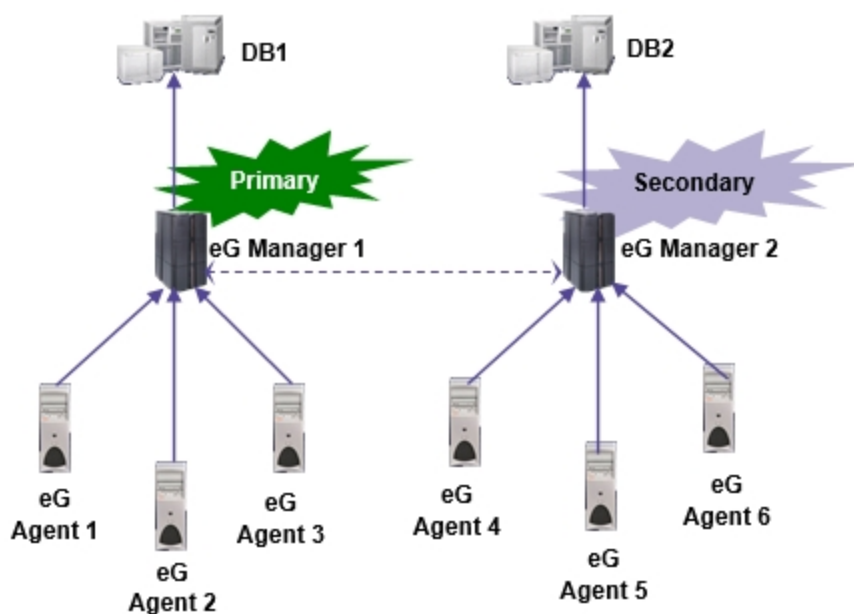 DB1
DB2
Primary
Secondary
eG Manager 1
eG Manager 2
eG
Agent 1
eG
Agent 2
eG
Agent 3
eG
Agent 4
eG
Agent 5
eG
Agent 6